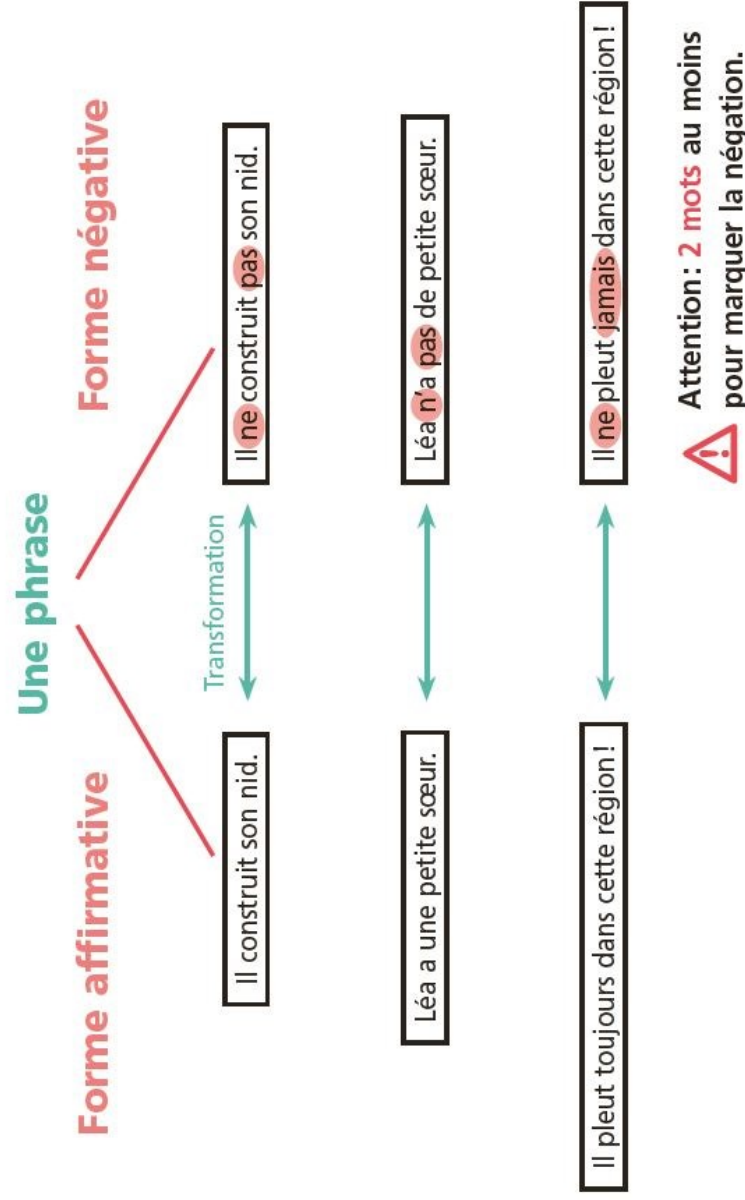 Une phrase
Forme affirmative
Forme négative
Transformation
Il construit son nid.
Il ne construit pas son nid.
Léa a une petite sœur.
Léa n'a pas de petite sœur.
Il pleut toujours dans cette région !
Il ne pleut jamais dans cette région !
Attention : 2 mots au moins
pour marquer la négation.